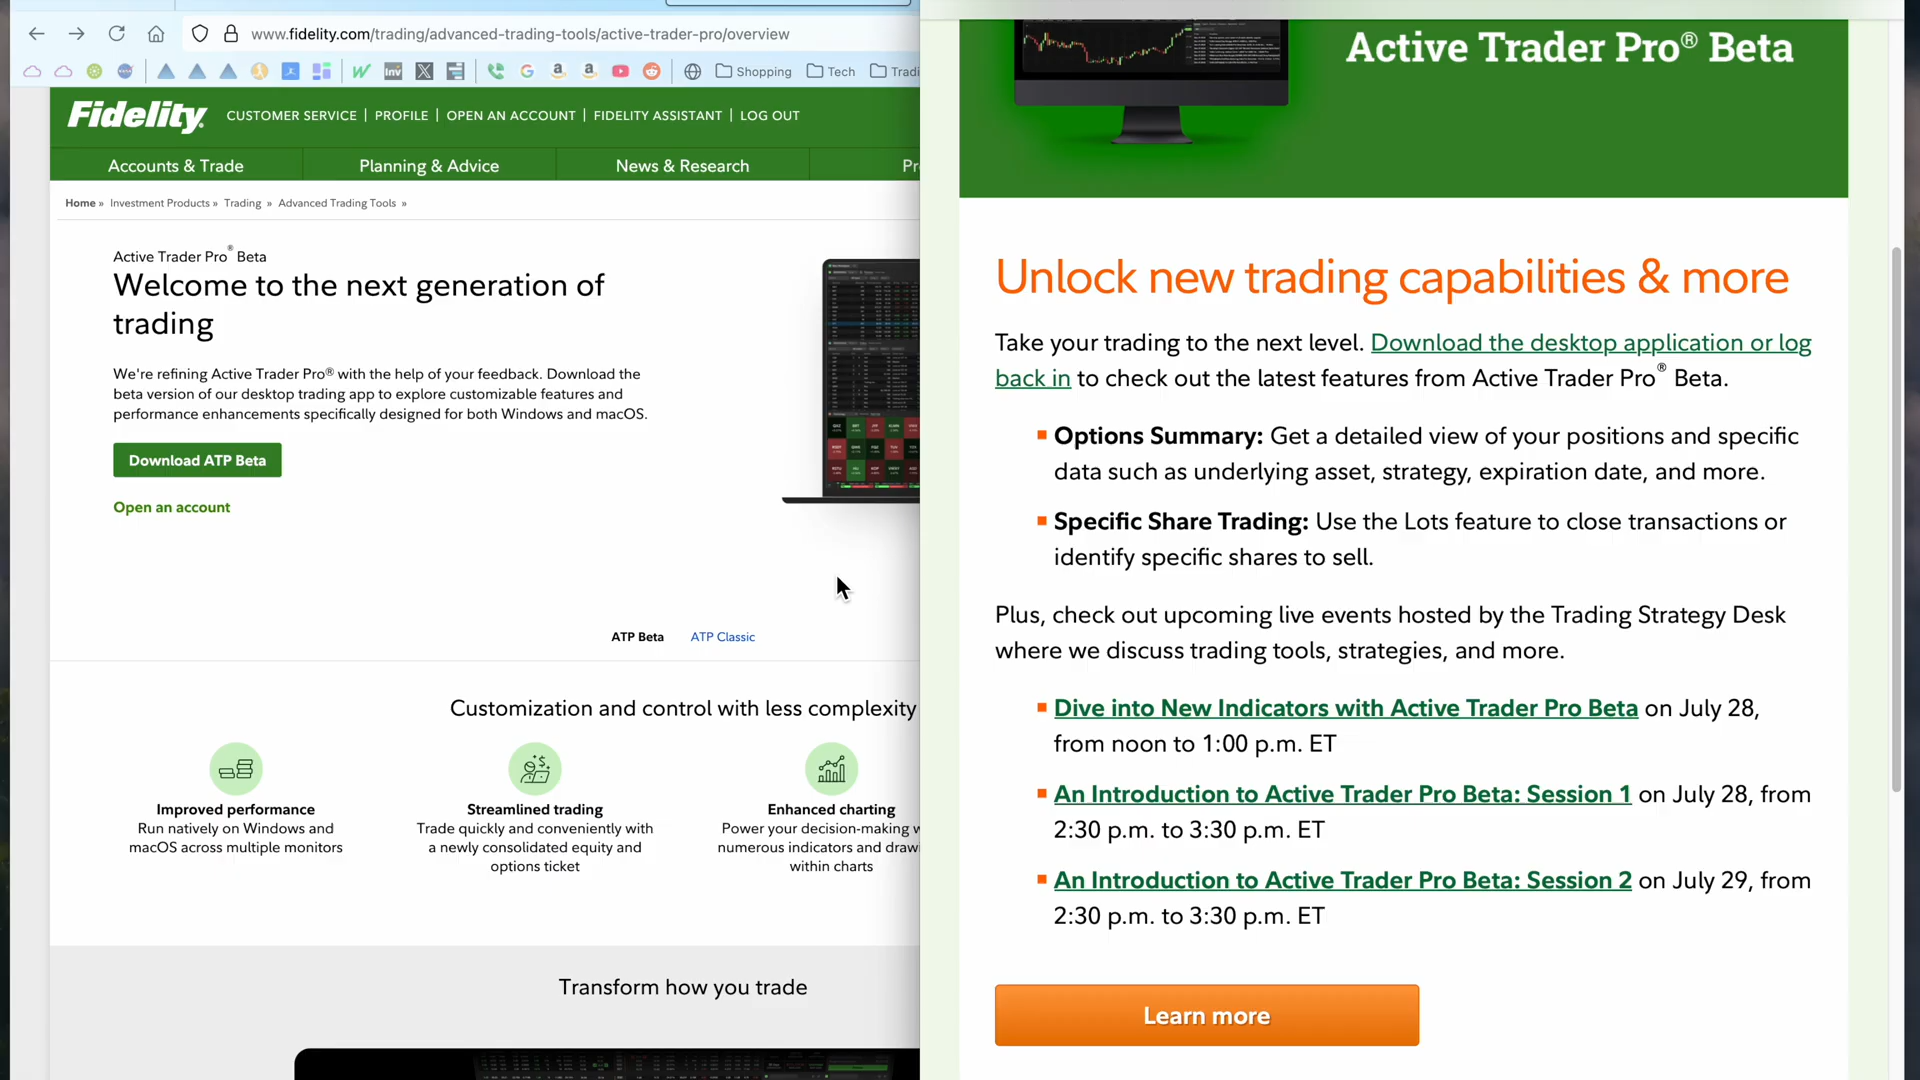 www.fidelity.com/trading/advanced-trading-tools/active-trader-pro/overview
Shopping
Tech
Tradi
Fidelity
CUSTOMER SERVICE | PROFILE | OPEN AN ACCOUNT | FIDELITY ASSISTANT | LOG OUT
Accounts & Trade
Planning & Advice
News & Research
Pr
Home » Investment Products » Trading » Advanced Trading Tools »
Active Trader Pro® Beta
Welcome to the next generation of
trading
We're refining Active Trader Pro® with the help of your feedback. Download the
beta version of our desktop trading app to explore customizable features and
performance enhancements specifically designed for both Windows and macOS.
Download ATP Beta
Open an account
ATP Beta
ATP Classic
Customization and control with less complexity
Improved performance
Run natively on Windows and
macOS across multiple monitors
Streamlined trading
Trade quickly and conveniently with
a newly consolidated equity and
options ticket
Enhanced charting
Power your decision-making w
numerous indicators and drawi
within charts
Transform how you trade
Active Trader Pro® Beta
Unlock new trading capabilities & more
Take your trading to the next level. Download the desktop application or log
back in to check out the latest features from Active Trader Pro® Beta.
Options Summary: Get a detailed view of your positions and specific
data such as underlying asset, strategy, expiration date, and more.
Specific Share Trading: Use the Lots feature to close transactions or
identify specific shares to sell.
Plus, check out upcoming live events hosted by the Trading Strategy Desk
where we discuss trading tools, strategies, and more.
Dive into New Indicators with Active Trader Pro Beta on July 28,
from noon to 1:00 p.m. ET
An Introduction to Active Trader Pro Beta: Session 1 on July 28, from
2:30 p.m. to 3:30 p.m. ET
An Introduction to Active Trader Pro Beta: Session 2 on July 29, from
2:30 p.m. to 3:30 p.m. ET
Learn more